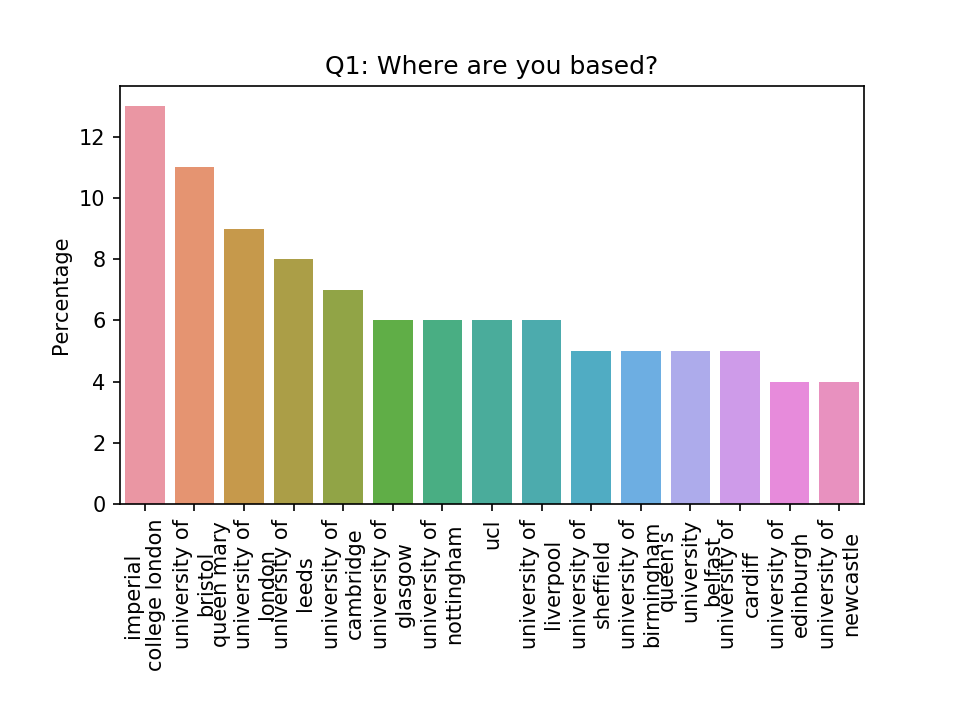 Q1: Where are you based?
Percentage
12
10
8
6
4
2
0
imperial
college london
university of
bristol
queen mary
university of
london
university of
leeds
university of
cambridge
university of
glasgow
university of
nottingham
ucl
university of
liverpool
university of
sheffield
university of
birmingham
queen's
university
belfast
university of
cardiff
university of
edinburgh
university of
newcastle